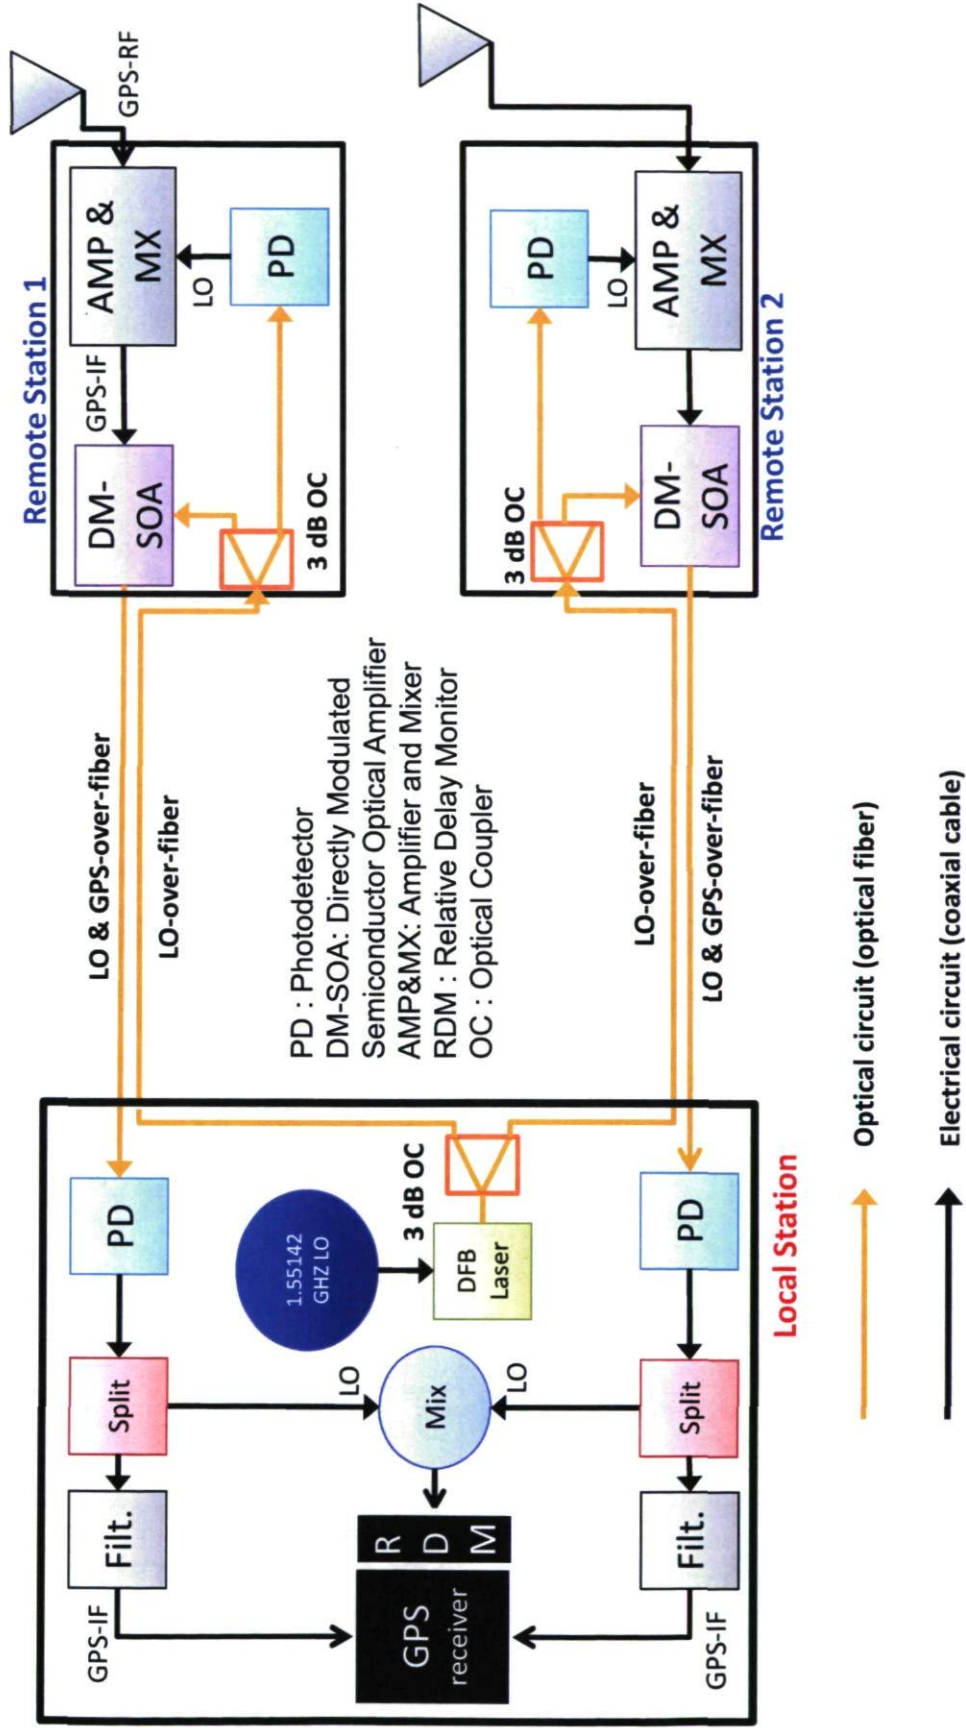 Remote Station 1
GPS-RF
AMP &
MX
GPS-IF
DM-
SOA
LO
PD
3 dB OC
LO & GPS-over-fiber
LO-over-fiber
PD : Photodetector
DM-SOA: Directly Modulated
Semiconductor Optical Amplifier
AMP&MX: Amplifier and Mixer
RDM : Relative Delay Monitor
OC : Optical Coupler
PD
LO
AMP &
MX
3 dB OC
DM-
SOA
Remote Station 2
LO-over-fiber
LO & GPS-over-fiber
PD
Split
Filt.
GPS-IF
1.55142
GHZ LO
3 dB OC
DFB
Laser
LO
Mix
LO
R
D
M
GPS
receiver
PD
Split
Filt.
GPS-IF
Local Station
Optical circuit (optical fiber)
Electrical circuit (coaxial cable)